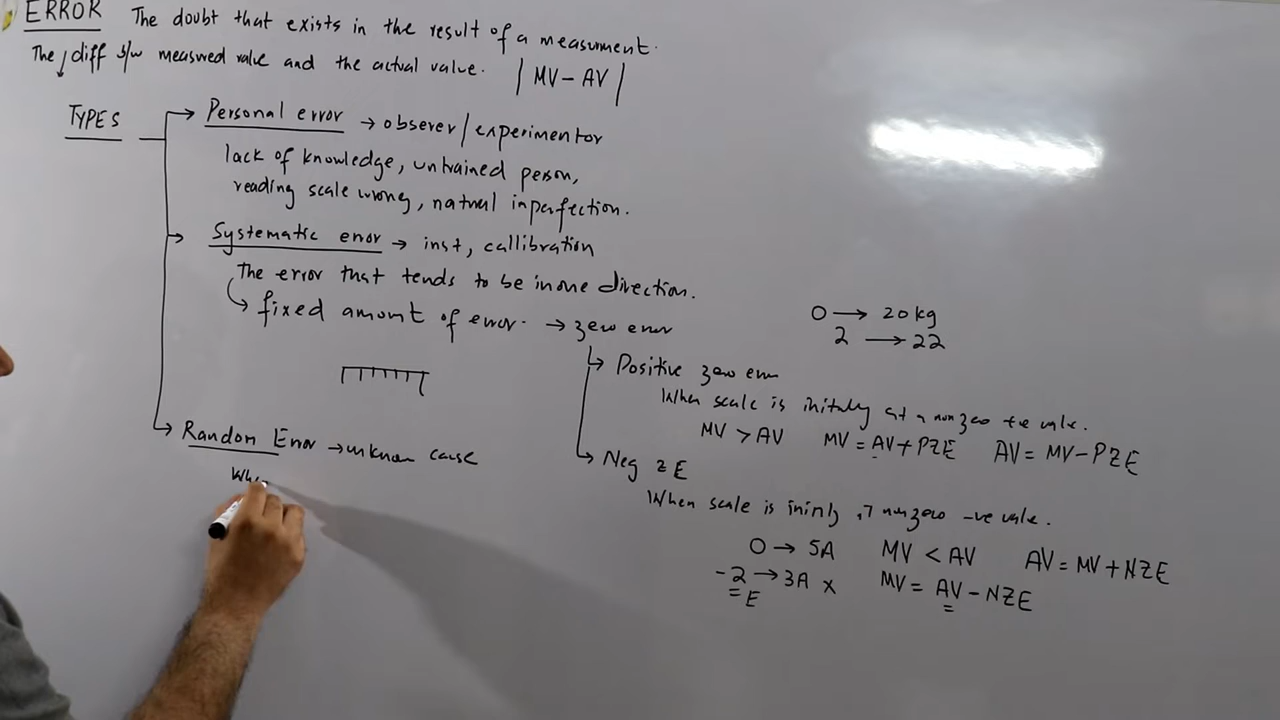 ERROR The doubt that exists in the result of a measurment.
The diff b/w measured value and the actual value. | MV - AV |
TYPES
Personal error → observer/experimentor
lack of knowledge, untrained person,
reading scale wrong, natural inperfection.
Systematic error → inst, callibration
The error that tends to be in one direction.
fixed amount of error. → zero error
0 → 20 kg
2 → 22
Positive zero error
When scale is initially at a non zero +ve value.
MV > AV MV = AV + PZE AV = MV - PZE
Neg ZE
When scale is non zero -ve value.
0 → 5A MV < AV AV = MV + NZE
-2 → 3A x MV = AV - NZE
E
Random Error → unknown cause